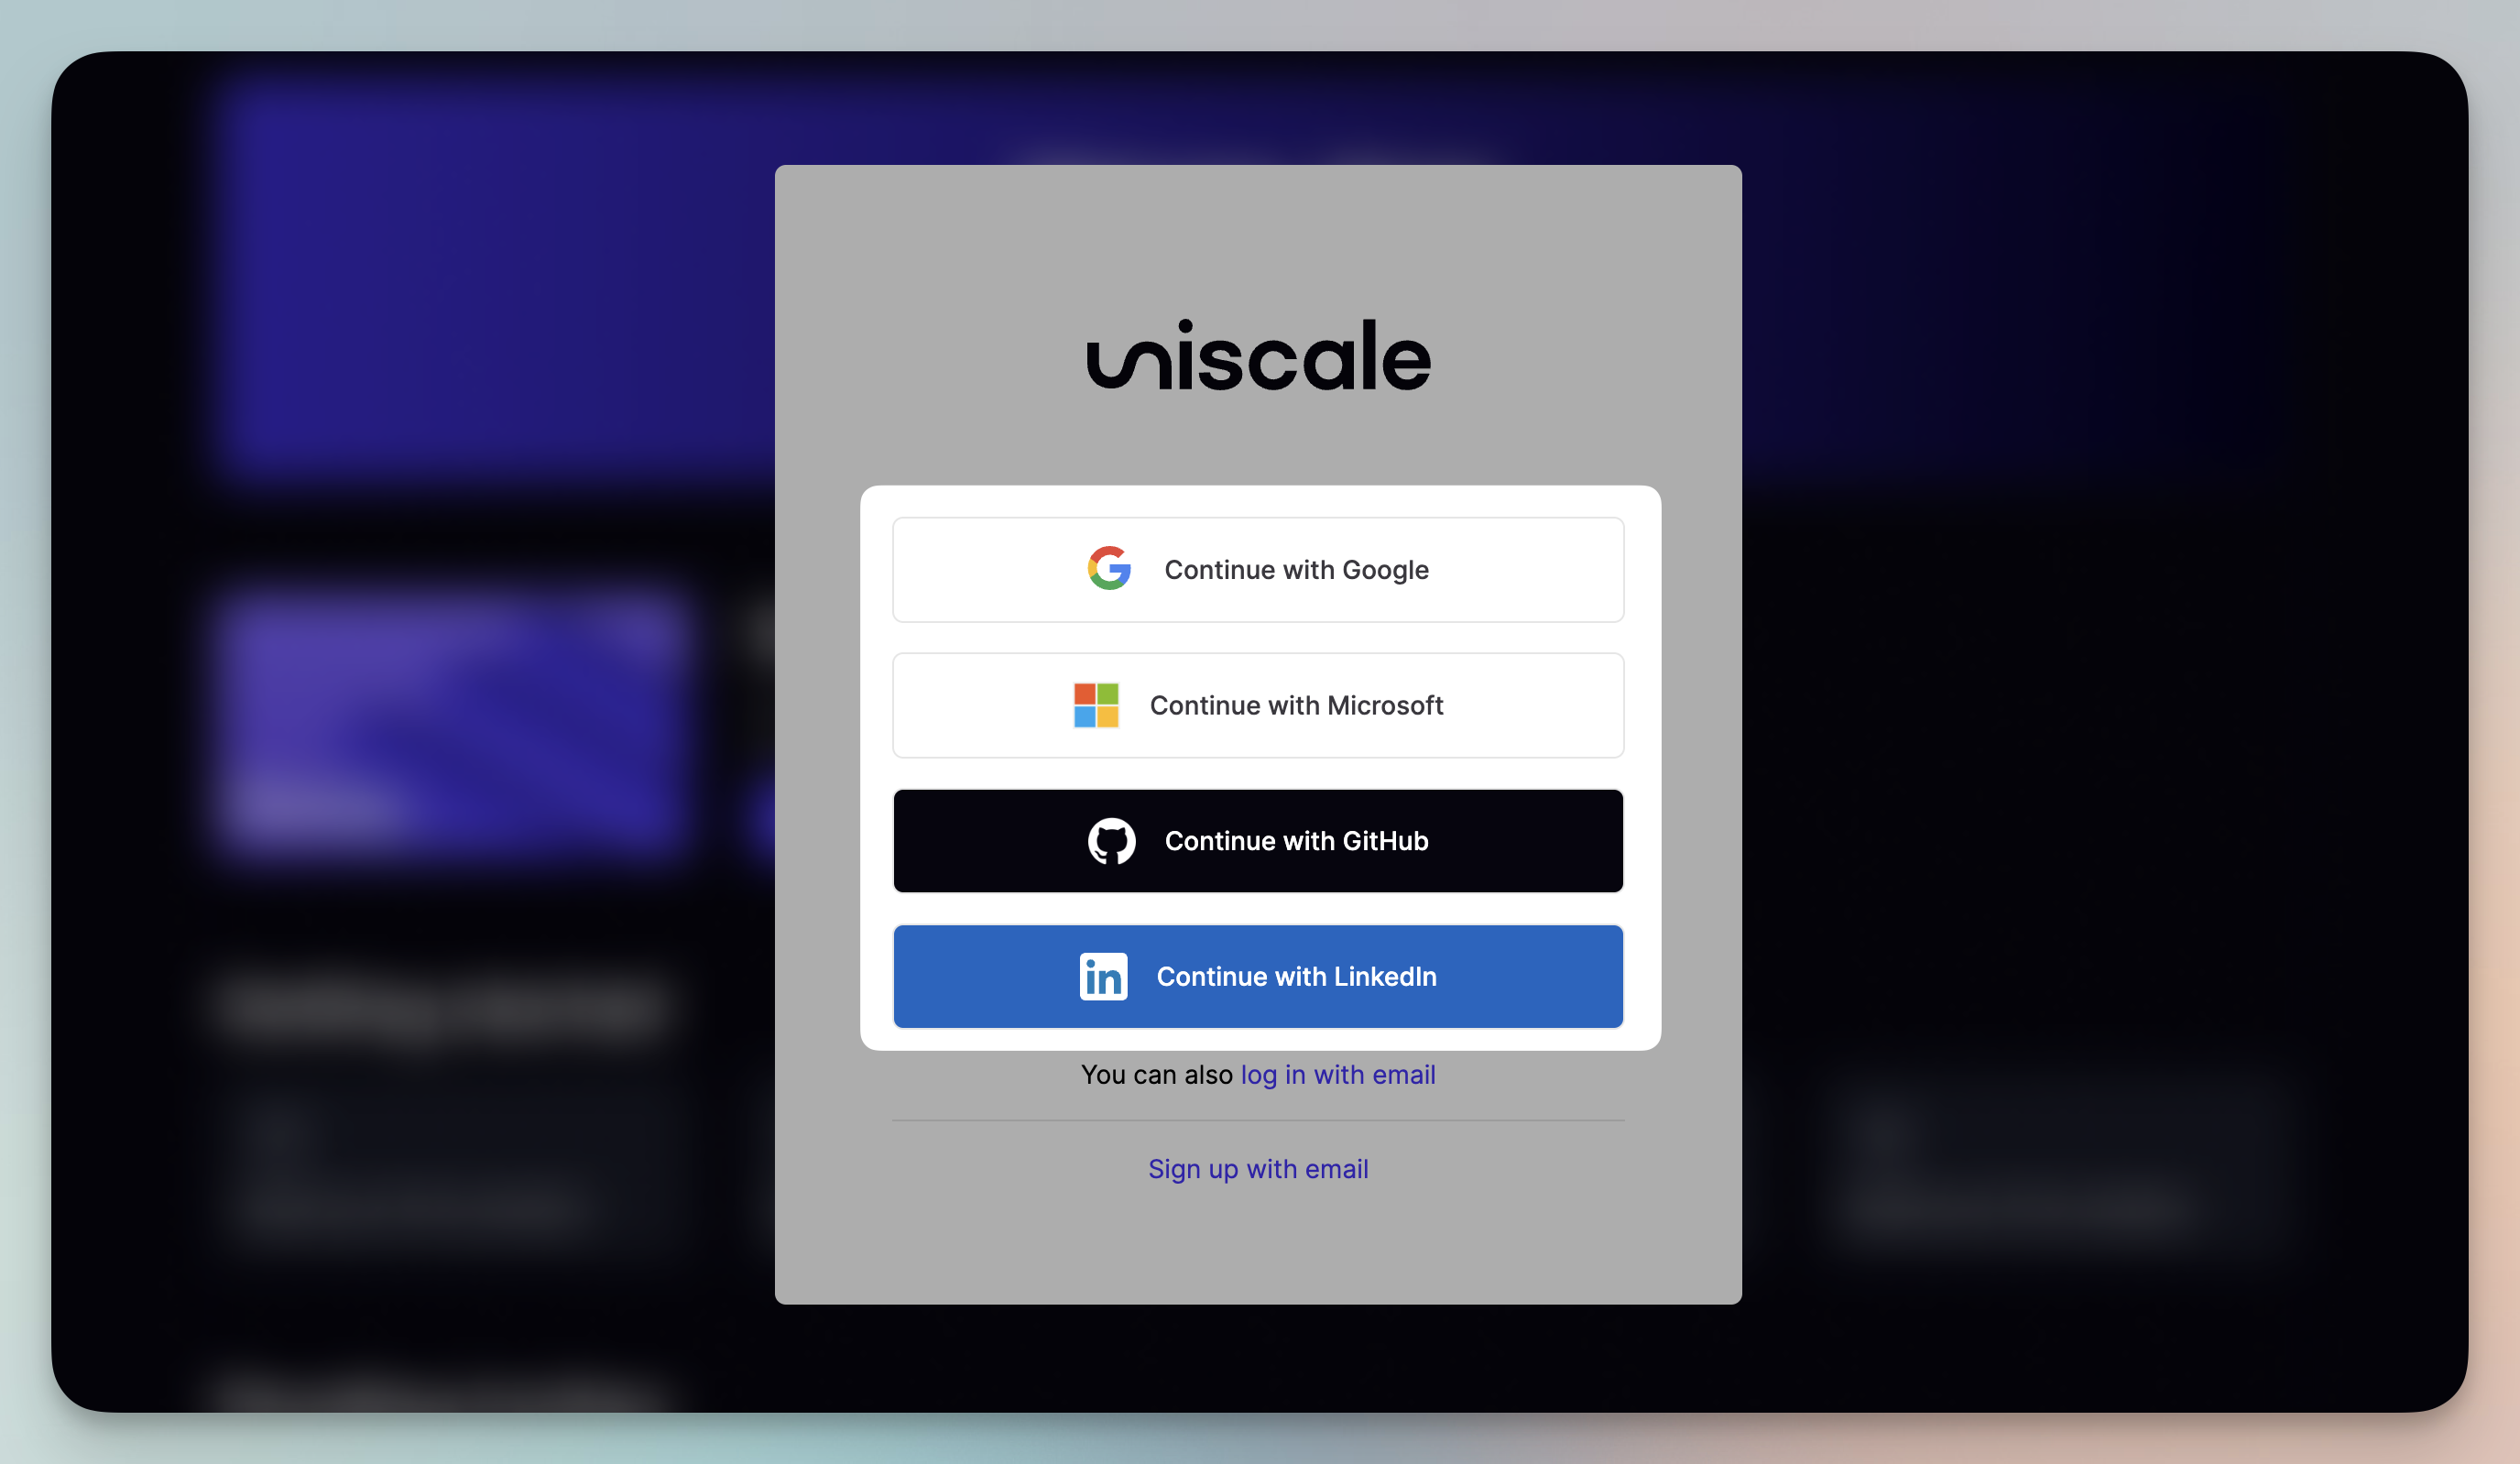 uniscale
Continue with Google
Continue with Microsoft
Continue with GitHub
in
Continue with LinkedIn
You can also log in with email
Sign up with email